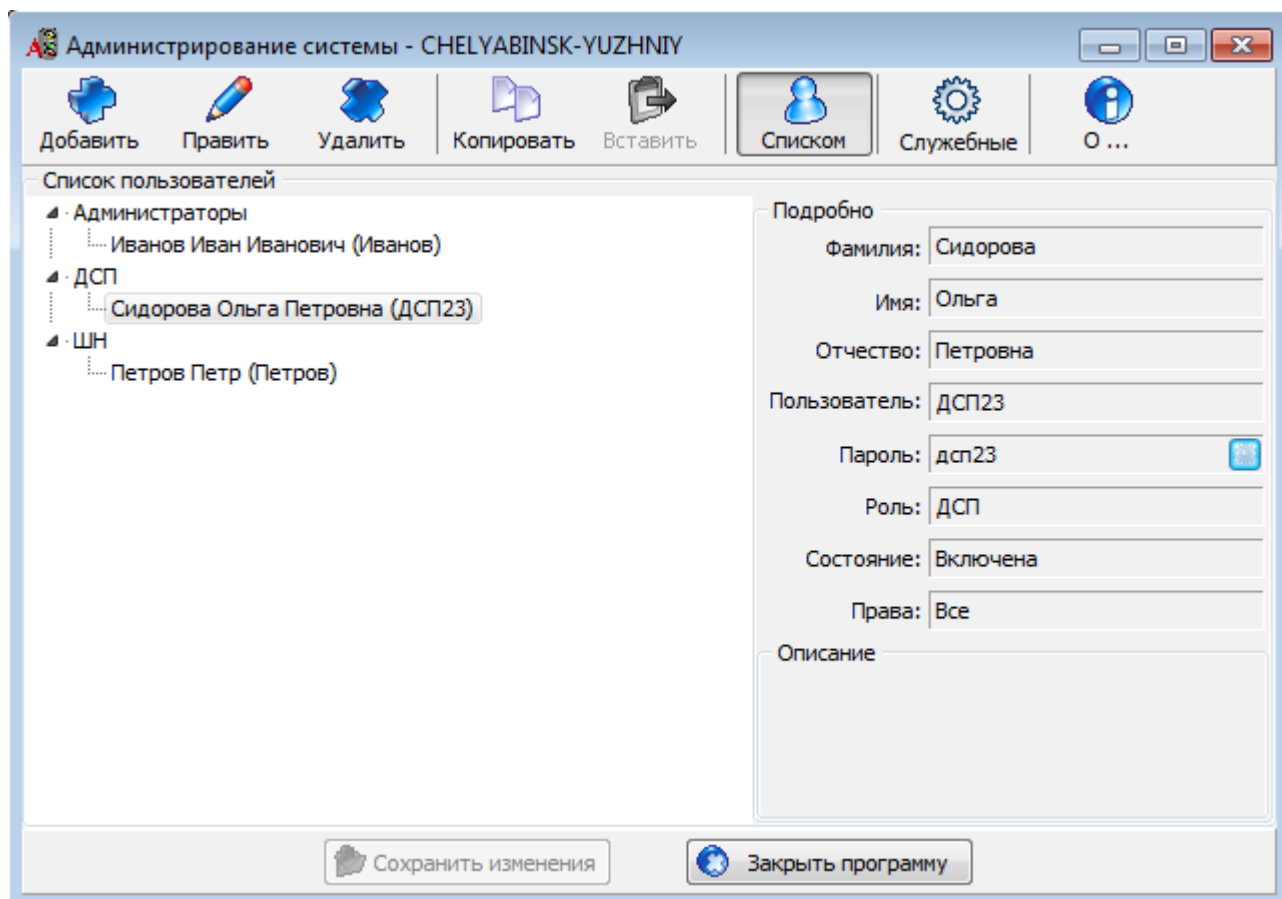 Администрирование системы - CHELYABINSK-YUZHNIY
Добавить Править Удалить Копировать Вставить Списком Служебные О ...
Список пользователей
Администраторы
Иванов Иван Иванович (Иванов)
ДСП
Сидорова Ольга Петровна (ДСП23)
ШН
Петров Петр (Петров)
Подробно
Фамилия: Сидорова
Имя: Ольга
Отчество: Петровна
Пользователь: ДСП23
Пароль: дсп23
Роль: ДСП
Состояние: Включена
Права: Все
Описание
Сохранить изменения Закрыть программу